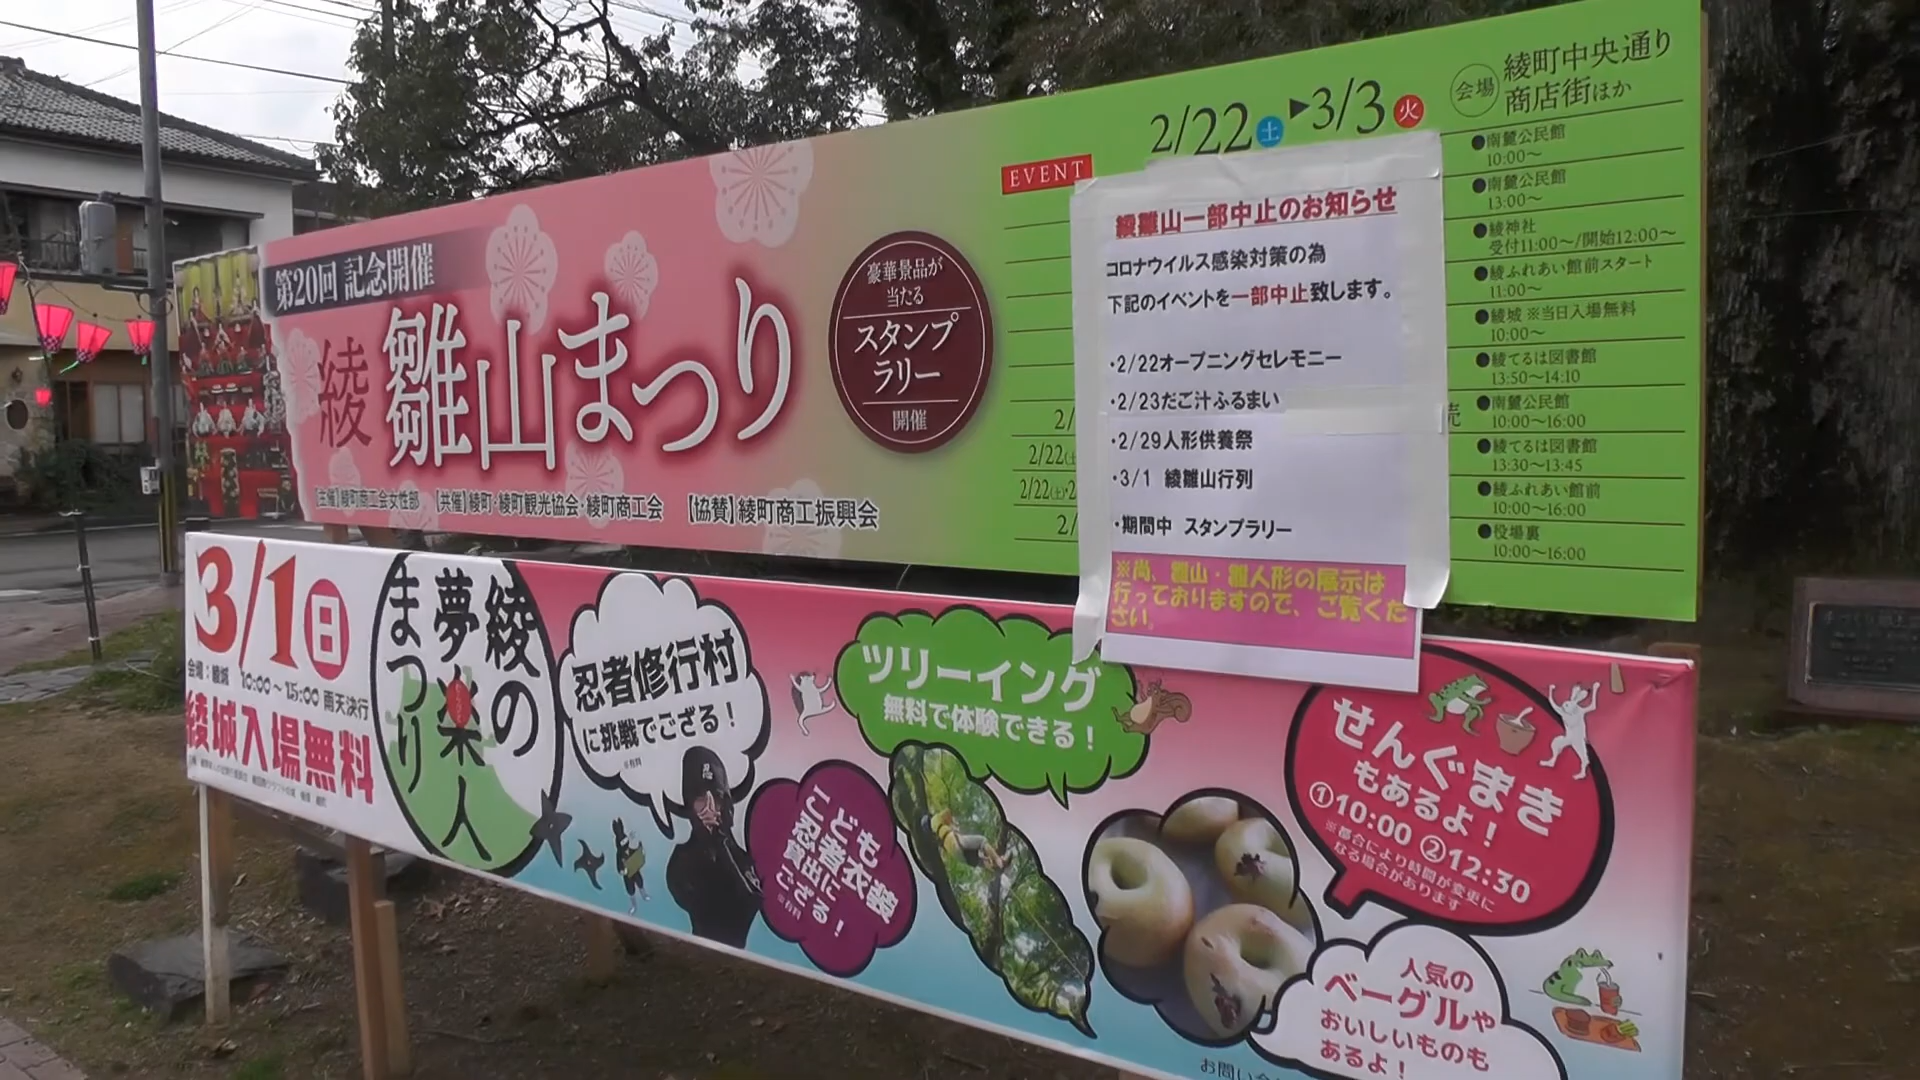 第20回 記念開催
綾 雛山まつり
【主催】綾町商工会女性部 【共催】綾町・綾町観光協会・綾町商工会 【協賛】綾町商工振興会
豪華景品が
当たる
スタンプ
ラリー
開催
EVENT
2/22土▶3/3火
会場 綾町中央通り
商店街ほか
●南麓公民館
10:00〜
●南麓公民館
13:00〜
●綾神社
受付11:00〜/開始12:00〜
●綾ふれあい館前スタート
11:00〜
●綾城 ※当日入場無料
10:00〜
●綾てるは図書館
13:50〜14:10
●南麓公民館
10:00〜16:00
●綾てるは図書館
13:30〜13:45
●綾ふれあい館前
10:00〜16:00
●役場裏
10:00〜16:00
2/
2/22(土
2/22(土)・2
2/
綾雛山一部中止のお知らせ
コロナウイルス感染対策の為
下記のイベントを一部中止致します。
・2/22オープニングセレモニー
・2/23だご汁ふるまい
・2/29人形供養祭
・3/1 綾雛山行列
・期間中 スタンプラリー
※尚、雛山・雛人形の展示は
行っておりますので、ご覧くだ
さい。
3/1日
会場:綾城 10:00〜15:00 雨天決行
綾城入場無料
綾の
夢楽人
まつり
忍者修行村
に挑戦でござる!
※有料
こども
忍者衣装
貸出に
ござる!
※有料
ツリーイング
無料で体験できる!
せんぐまき
もあるよ!
①10:00 ②12:30
※都合により時間が変更に
なる場合があります
人気の
ベーグルや
おいしいものも
あるよ!
お問い合